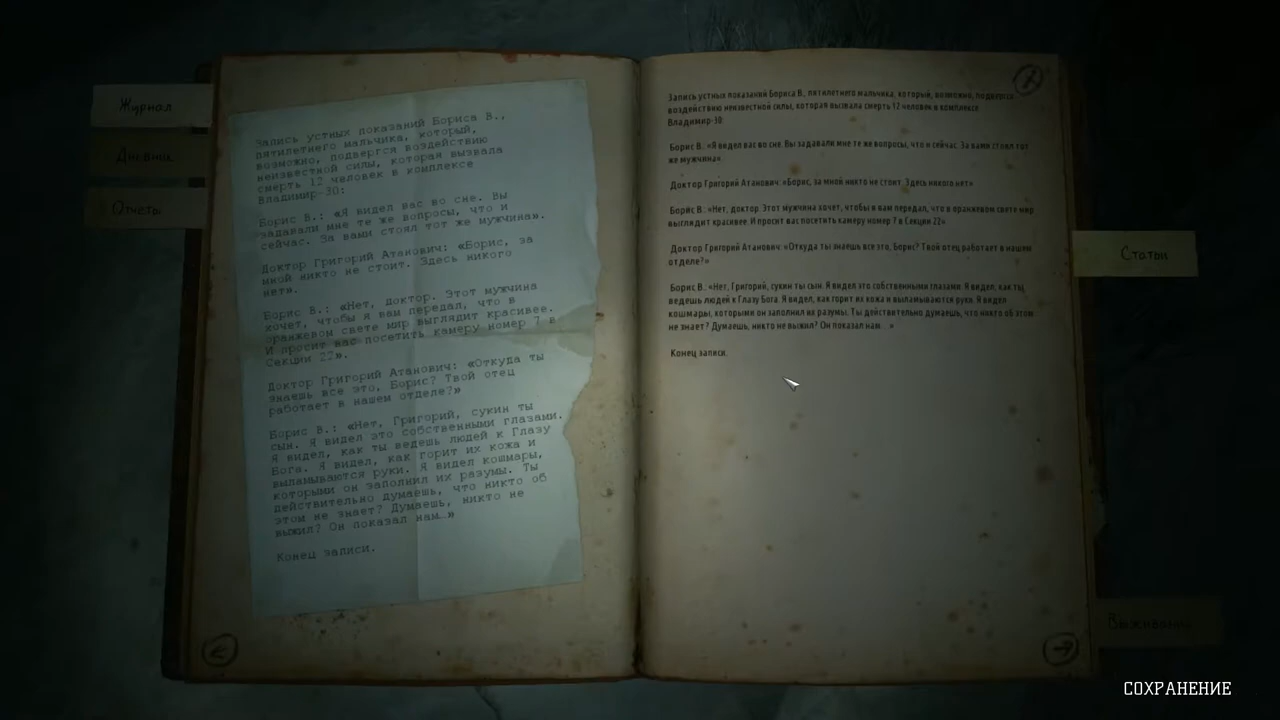 Журнал
Дневник
Отчеты
Запись устных показаний Бориса В.,
пятилетнего мальчика, который,
возможно, подвергся воздействию
неизвестной силы, которая вызвала
смерть 12 человек в комплексе
Владимир-30:
Борис В.: «Я видел вас во сне. Вы
задавали мне те же вопросы, что и
сейчас. За вами стоял тот же мужчина».
Доктор Григорий Атанович: «Борис, за
мной никто не стоит. Здесь никого
нет».
Борис В.: «Нет, доктор. Этот мужчина
хочет, чтобы я вам передал, что в
оранжевом свете мир выглядит красивее.
И просит вас посетить камеру номер 7 в
Секции 22».
Доктор Григорий Атанович: «Откуда ты
знаешь все это, Борис? Твой отец
работает в нашем отделе?»
Борис В.: «Нет, Григорий, сукин ты
сын. Я видел это собственными глазами.
Я видел, как ты ведешь людей к Глазу
Бога. Я видел, как горит их кожа и
выламываются руки. Я видел кошмары,
которыми он заполнил их разумы. Ты
действительно думаешь, что никто об
этом не знает? Думаешь, никто не
выжил? Он показал нам…»
Конец записи.
Запись устных показаний Бориса В., пятилетнего мальчика, который, возможно, подвергся
воздействию неизвестной силы, которая вызвала смерть 12 человек в комплексе
Владимир-30:
Борис В.: «Я видел вас во сне. Вы задавали мне те же вопросы, что и сейчас. За вами стоял тот
же мужчина».
Доктор Григорий Атанович: «Борис, за мной никто не стоит. Здесь никого нет».
Борис В.: «Нет, доктор. Этот мужчина хочет, чтобы я вам передал, что в оранжевом свете мир
выглядит красивее. И просит вас посетить камеру номер 7 в Секции 22».
Доктор Григорий Атанович: «Откуда ты знаешь все это, Борис? Твой отец работает в нашем
отделе?»
Борис В.: «Нет, Григорий, сукин ты сын. Я видел это собственными глазами. Я видел, как ты
ведешь людей к Глазу Бога. Я видел, как горит их кожа и выламываются руки. Я видел
кошмары, которыми он заполнил их разумы. Ты действительно думаешь, что никто об этом
не знает? Думаешь, никто не выжил? Он показал нам…»
Конец записи.
Статьи
Выживание
СОХРАНЕНИЕ